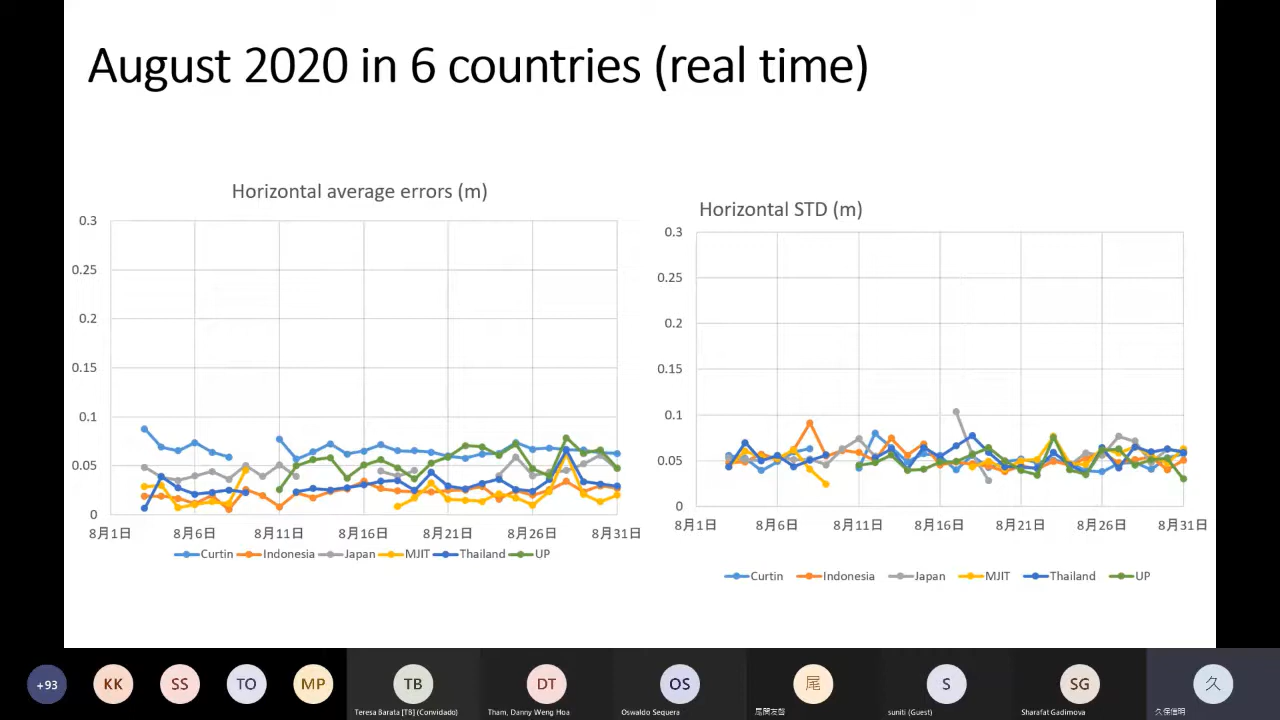 August 2020 in 6 countries (real time)
Horizontal average errors (m)
0.3
0.25
0.2
0.15
0.1
0.05
0
8月1日 8月6日 8月11日 8月16日 8月21日 8月26日 8月31日
Curtin Indonesia Japan MJIT Thailand UP
Horizontal STD (m)
0.3
0.25
0.2
0.15
0.1
0.05
0
8月1日 8月6日 8月11日 8月16日 8月21日 8月26日 8月31日
Curtin Indonesia Japan MJIT Thailand UP
+93 KK SS TO MP TB DT OS 尾 S SG 久
Teresa Barata [TB] (Convidado) Tham, Danny Weng Hoa Oswaldo Sequera suniti (Guest) Sharafat Gadimova 久保信明